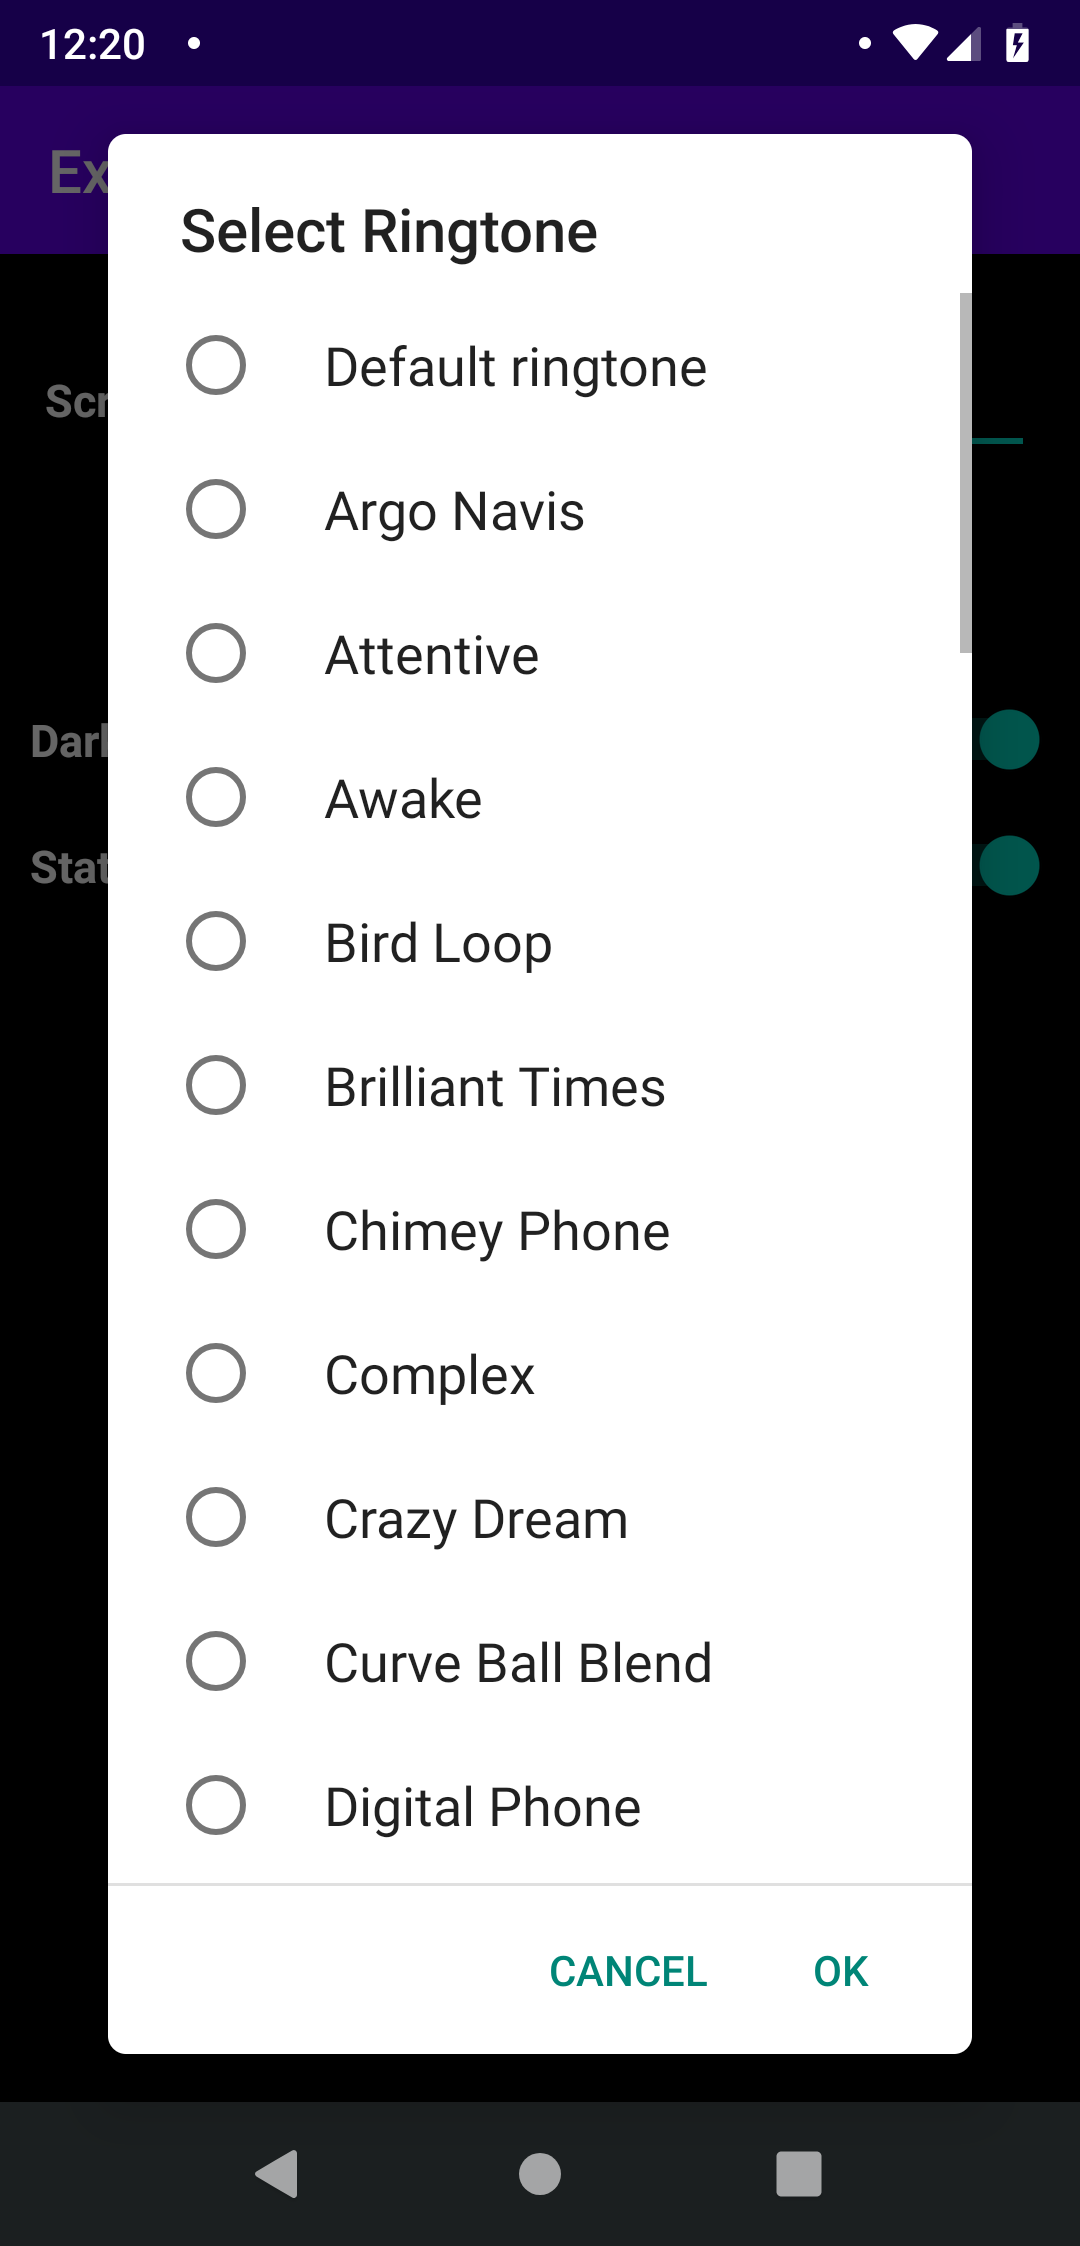 12:20
Ex
Select Ringtone
Default ringtone
Scr
Argo Navis
Attentive
Dark
Awake
Stat
Bird Loop
Brilliant Times
Chimey Phone
Complex
Crazy Dream
Curve Ball Blend
Digital Phone
CANCEL OK